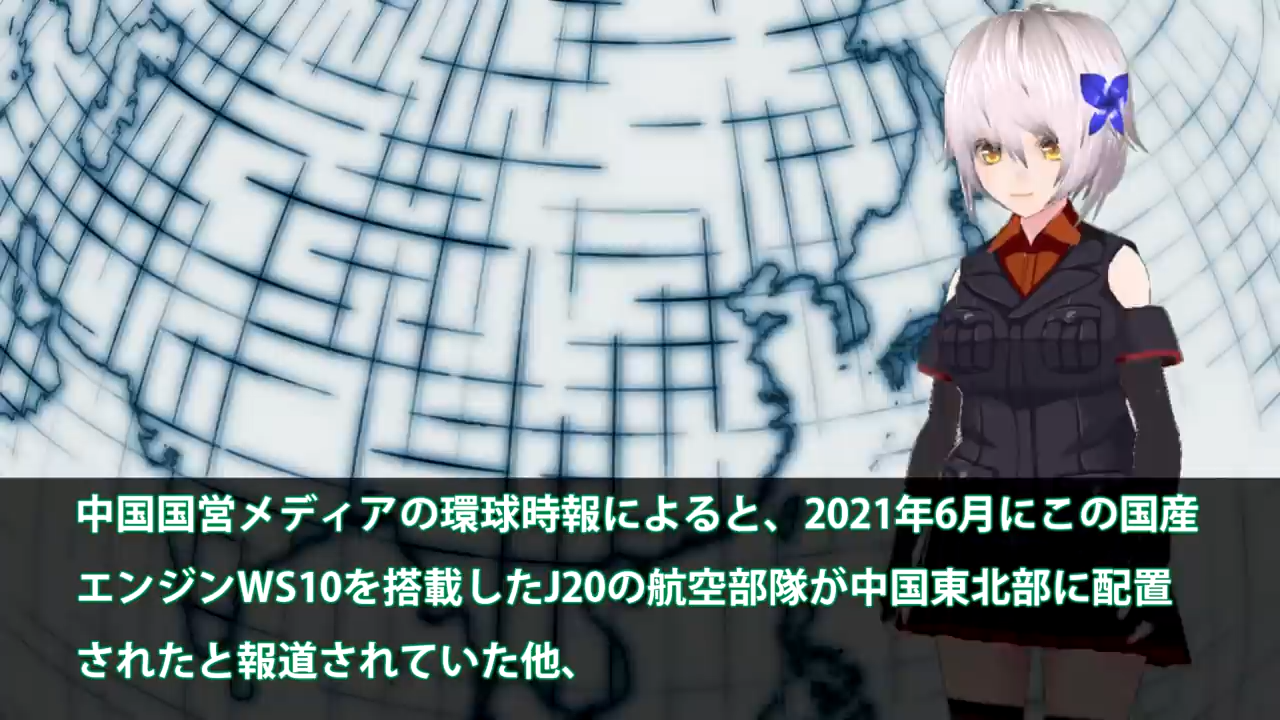 中国国営メディアの環球時報によると、2021年6月にこの国産
エンジンWS10を搭載したJ20の航空部隊が中国東北部に配置
されたと報道されていた他、